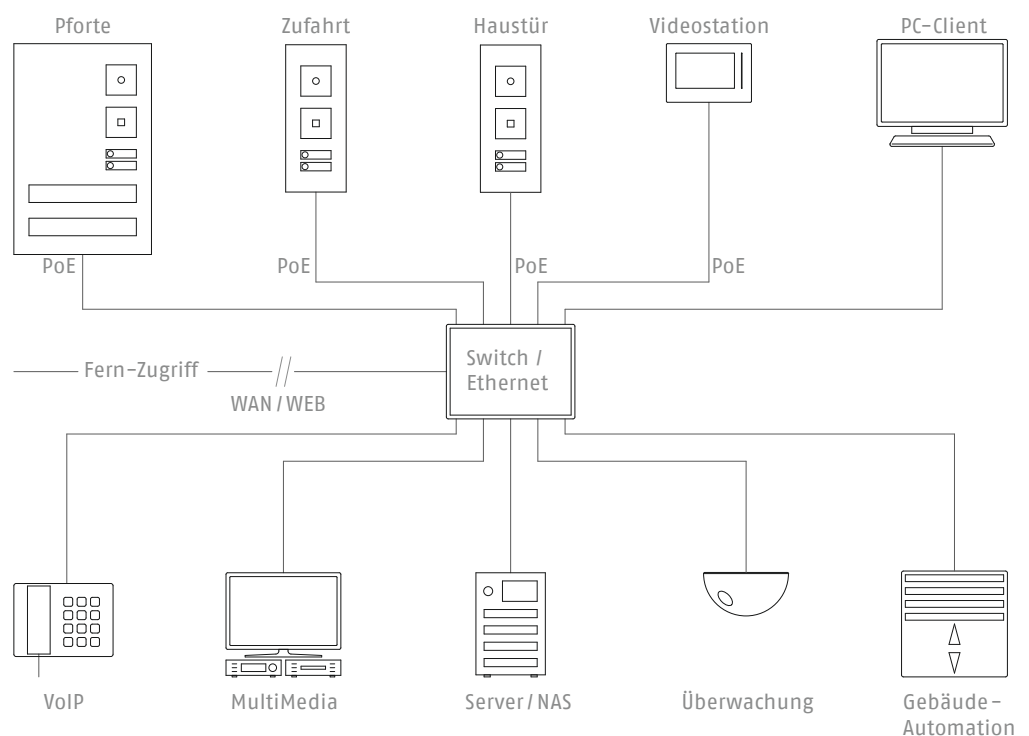 Pforte
Zufahrt
Haustür
Videostation
PC-Client
PoE
PoE
PoE
PoE
Switch /
Ethernet
Fern-Zugriff
WAN / WEB
VoIP
MultiMedia
Server / NAS
Überwachung
Gebäude-
Automation